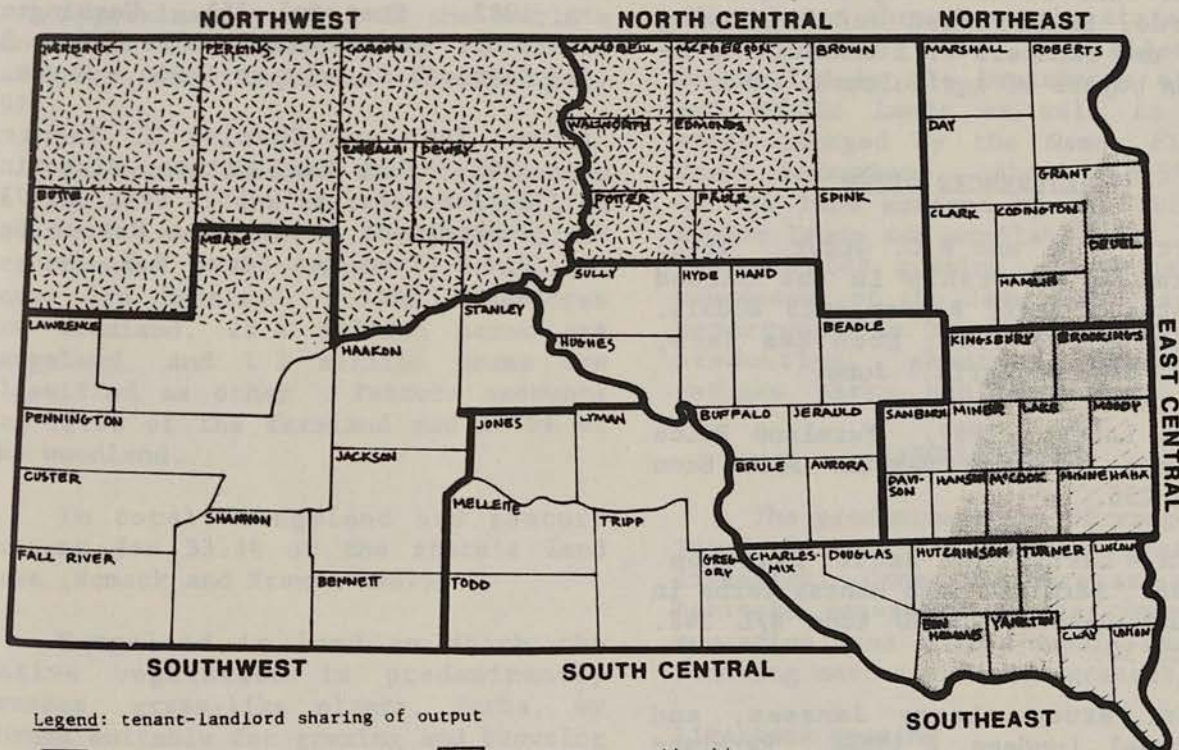 NORTHWEST NORTH CENTRAL NORTHEAST
PERKINS CORSON CAMPBELL McPHERSON BROWN MARSHALL ROBERTS
WALWORTH EDMUNDS DAY
ZIEBACH DEWEY
GRANT
BUTTE POTTER FAULK SPINK CLARK CODINGTON
MEADE DEUEL
SULLY HYDE HAND HAMLIN
LAWRENCE STANLEY BEADLE
HAAKON HUGHES KINGSBURY BROOKINGS
EAST CENTRAL
PENNINGTON JONES LYMAN BUFFALO JERAULD SANBORN MINER LAKE MOODY
JACKSON
CUSTER BRULE AURORA DAVI-
SON HANSON McCOOK MINNEHAHA
MELLETTE
SHANNON TRIPP
FALL RIVER GREG-
ORY CHARLES-
MIX DOUGLAS HUTCHINSON TURNER LINCOLN
BENNETT TODD
BON
HOMME YANKTON CLAY UNION
SOUTHWEST SOUTH CENTRAL
SOUTHEAST
Legend: tenant-landlord sharing of output